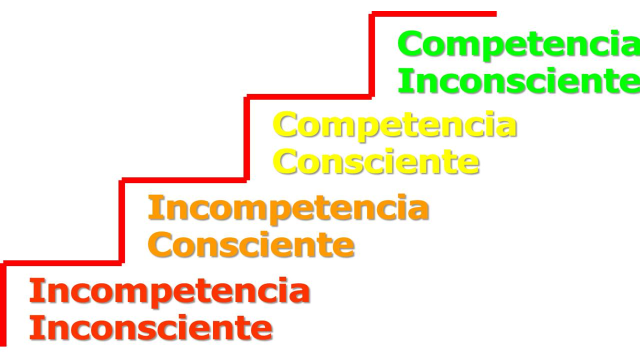 Competencia
Inconsciente
Competencia
Consciente
Incompetencia
Consciente
Incompetencia
Inconsciente